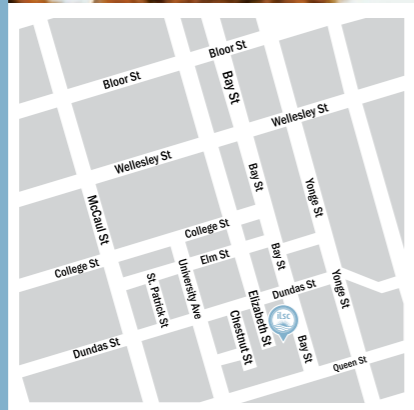 Bloor St
Bloor St
Bay St
Wellesley St
Wellesley St
Bay St
McCaul St
Yonge St
College St
College St
Elm St
Bay St
St. Patrick St
University Ave
Yonge St
Dundas St
Elizabeth St
Chestnut St
iLSC
Bay St
Dundas St
Queen St